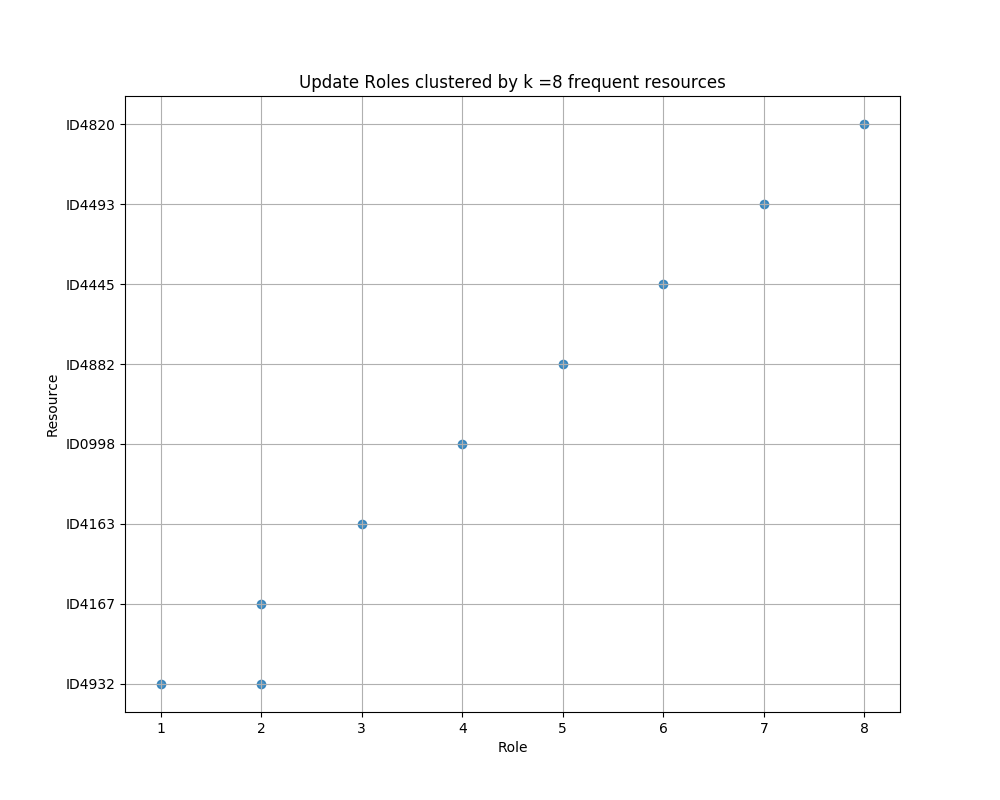 Update Roles clustered by k =8 frequent resources
ID4820
ID4493
ID4445
ID4882
ID0998
ID4163
ID4167
ID4932
Resource
1 2 3 4 5 6 7 8
Role